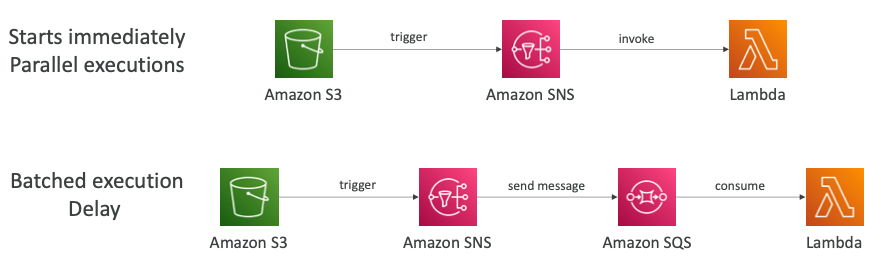 Starts immediately
Parallel executions
trigger
invoke
Amazon S3
Amazon SNS
Lambda
Batched execution
Delay
trigger
send message
consume
Amazon S3
Amazon SNS
Amazon SQS
Lambda